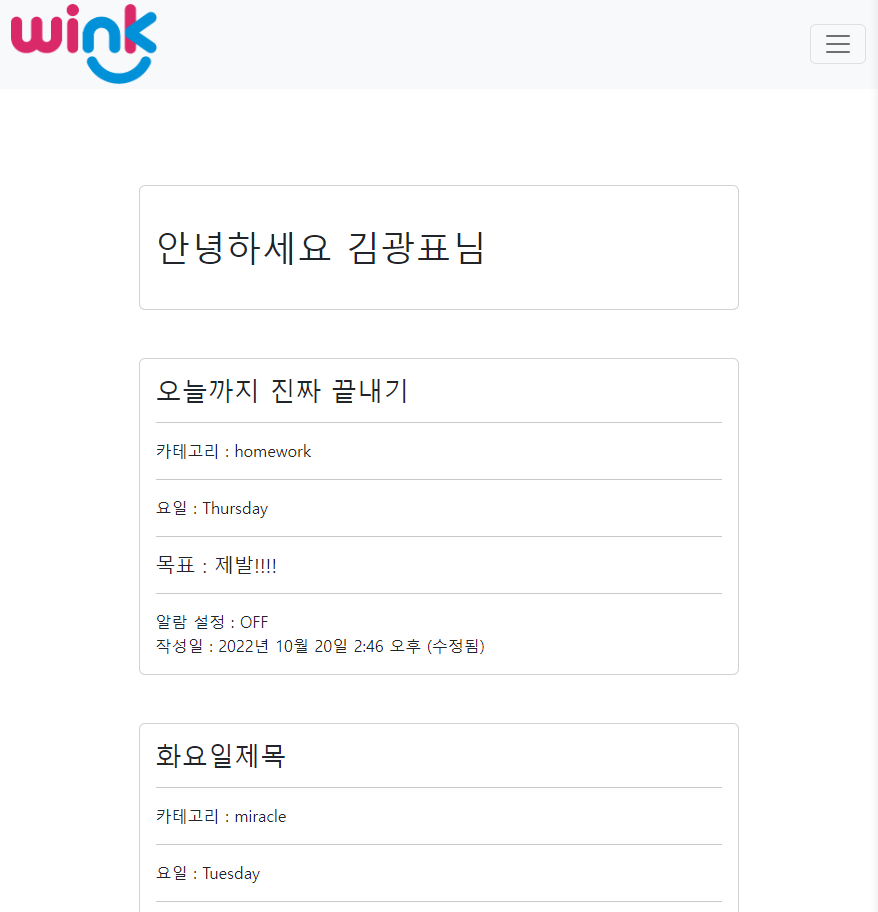 wink
안녕하세요 김광표님
오늘까지 진짜 끝내기
카테고리 : homework
요일 : Thursday
목표 : 제발!!!!
알람 설정 : OFF
작성일 : 2022년 10월 20일 2:46 오후 (수정됨)
화요일제목
카테고리 : miracle
요일 : Tuesday